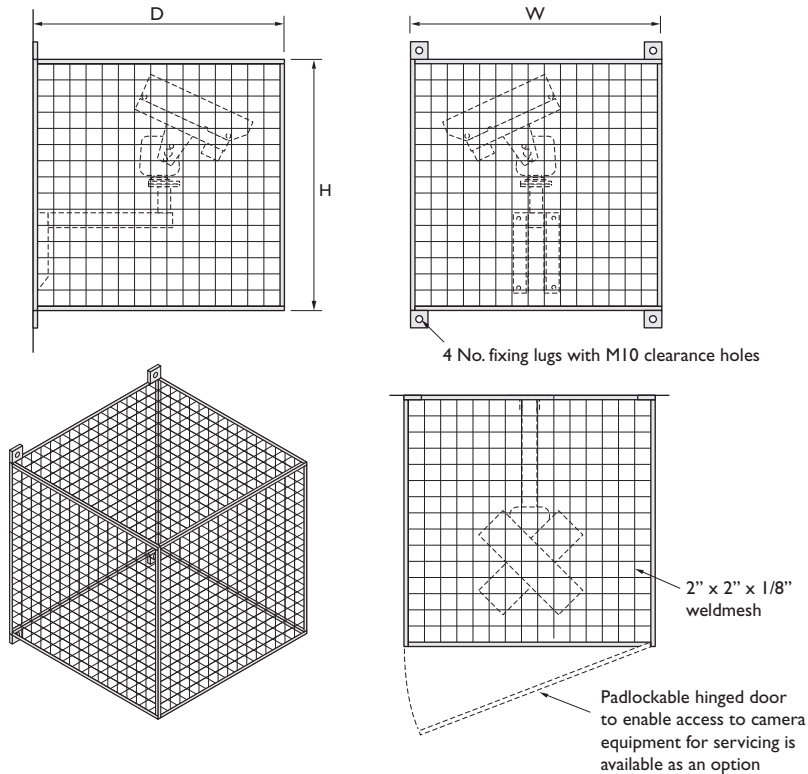 D
W
H
4 No. fixing lugs with M10 clearance holes
2” x 2” x 1/8”
weldmesh
Padlockable hinged door
to enable access to camera
equipment for servicing is
available as an option